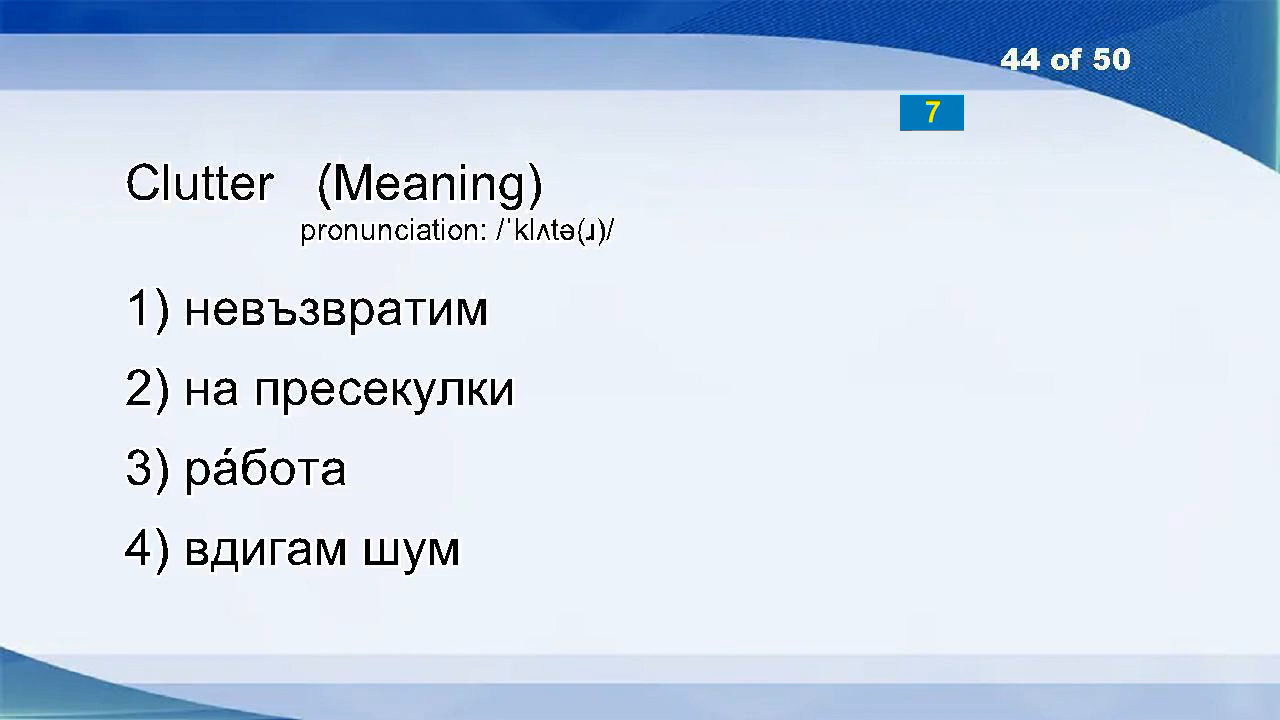 44 of 50
7
Clutter (Meaning)
pronunciation: /ˈklʌtə(ɹ)/
1) невъзвратим
2) на пресекулки
3) ра́бота
4) вдигам шум